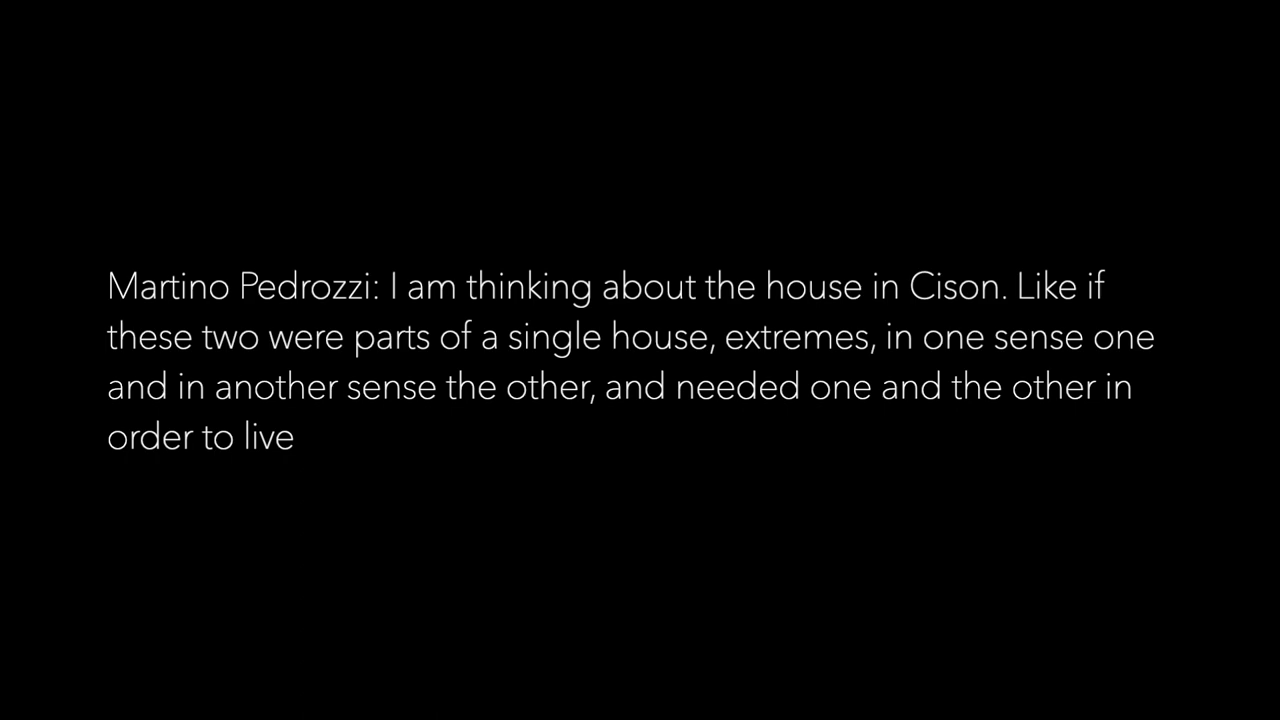 Martino Pedrozzi: I am thinking about the house in Cison. Like if
these two were parts of a single house, extremes, in one sense one
and in another sense the other, and needed one and the other in
order to live